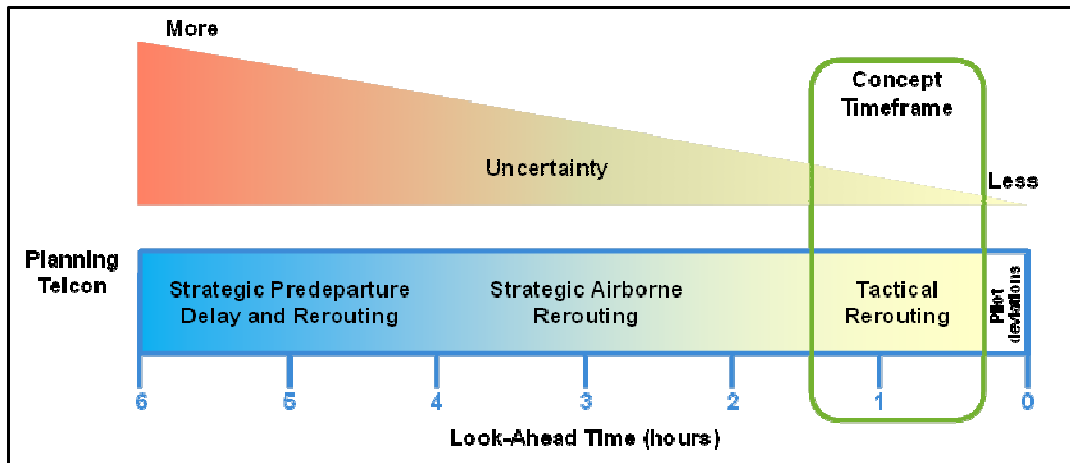 More
Concept
Timeframe
Uncertainty
Less
Planning
Telcon
Strategic Predeparture
Delay and Rerouting
Strategic Airborne
Rerouting
Tactical
Rerouting
Pilot
deviations
6 5 4 3 2 1 0
Look-Ahead Time (hours)